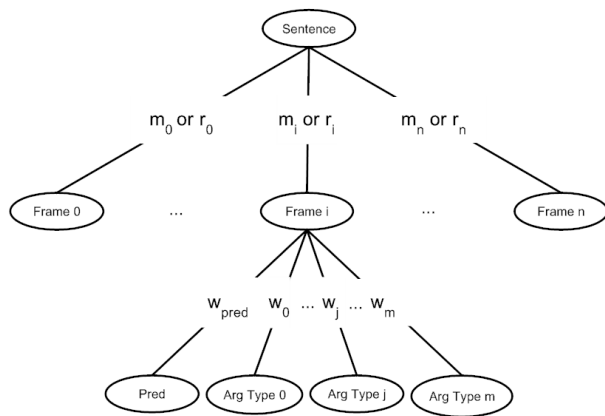 Sentence
m0 or r0 mi or ri mn or rn
Frame 0 ... Frame i ... Frame n
wpred w0 ... wj ... wm
Pred Arg Type 0 Arg Type j Arg Type m